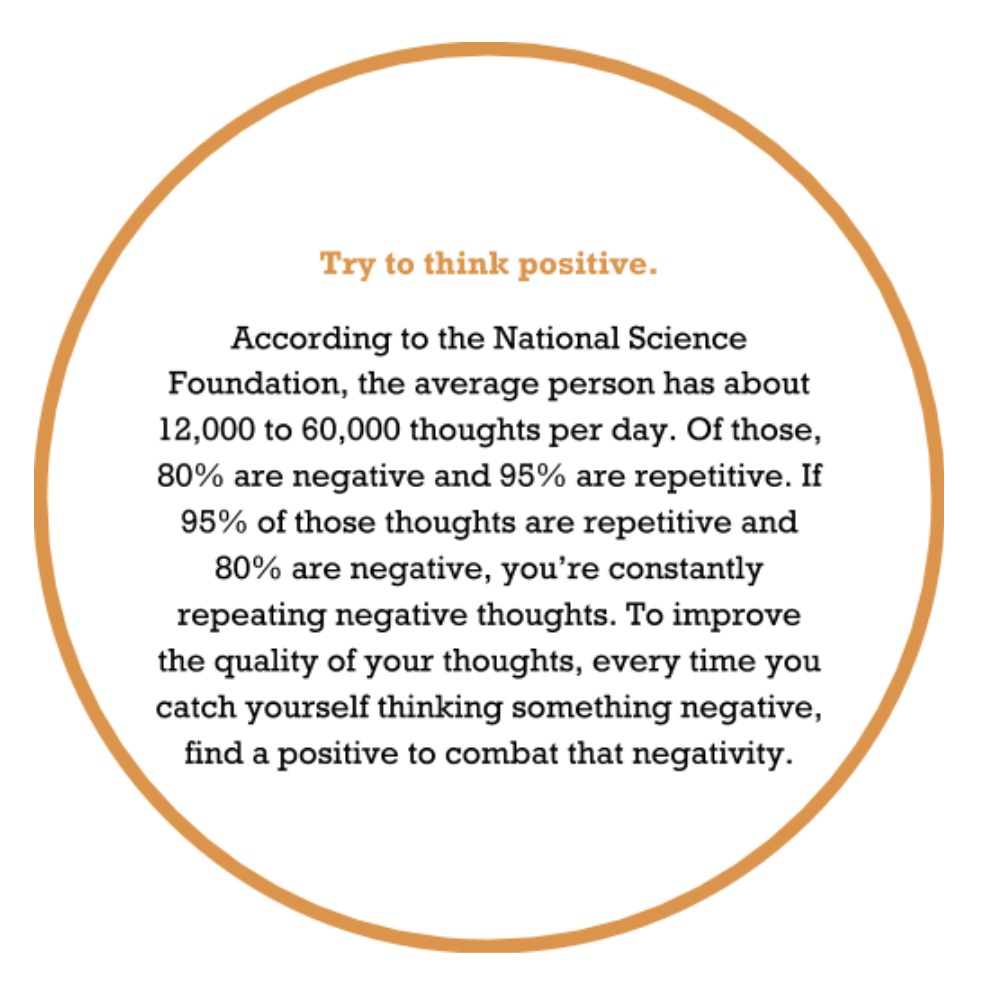 Try to think positive.
According to the National Science
Foundation, the average person has about
12,000 to 60,000 thoughts per day. Of those,
80% are negative and 95% are repetitive. If
95% of those thoughts are repetitive and
80% are negative, you’re constantly
repeating negative thoughts. To improve
the quality of your thoughts, every time you
catch yourself thinking something negative,
find a positive to combat that negativity.